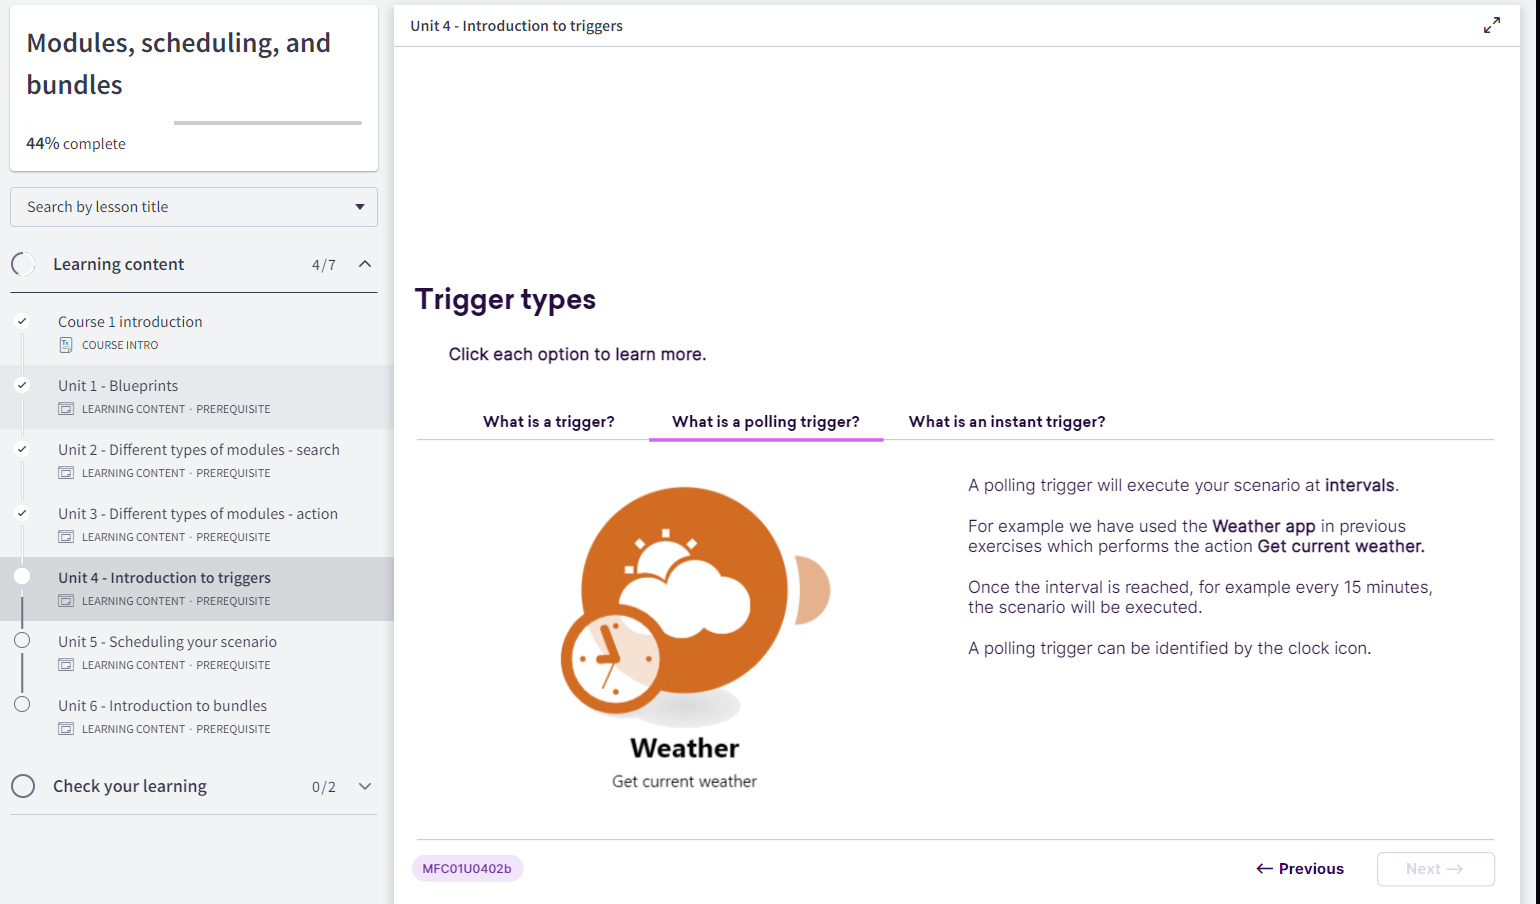 Modules, scheduling, and
bundles
44% complete
Search by lesson title
Learning content 4/7
Course 1 introduction
COURSE INTRO
Unit 1 - Blueprints
LEARNING CONTENT · PREREQUISITE
Unit 2 - Different types of modules - search
LEARNING CONTENT · PREREQUISITE
Unit 3 - Different types of modules - action
LEARNING CONTENT · PREREQUISITE
Unit 4 - Introduction to triggers
LEARNING CONTENT · PREREQUISITE
Unit 5 - Scheduling your scenario
LEARNING CONTENT · PREREQUISITE
Unit 6 - Introduction to bundles
LEARNING CONTENT · PREREQUISITE
Check your learning 0/2
Unit 4 - Introduction to triggers
Trigger types
Click each option to learn more.
What is a trigger? What is a polling trigger? What is an instant trigger?
Weather
Get current weather
A polling trigger will execute your scenario at intervals.
For example we have used the Weather app in previous
exercises which performs the action Get current weather.
Once the interval is reached, for example every 15 minutes,
the scenario will be executed.
A polling trigger can be identified by the clock icon.
MFC01U0402b
← Previous
Next →